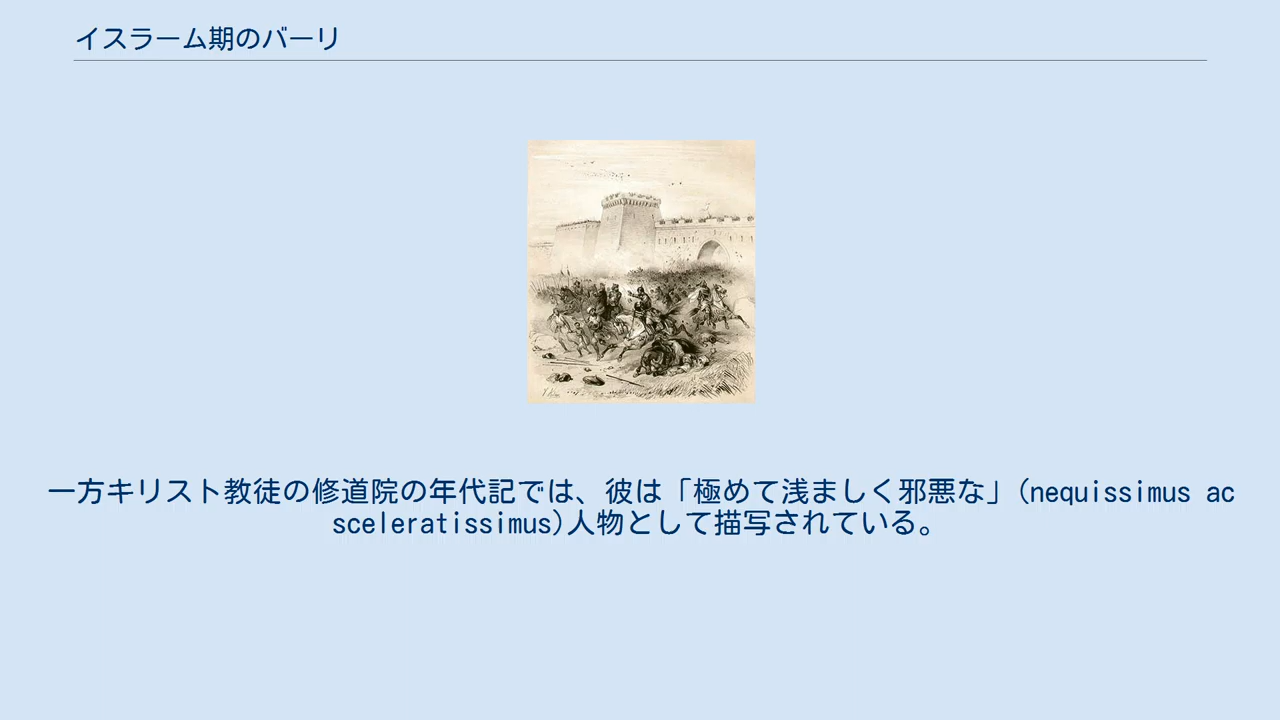 イスラーム期のバーリ
一方キリスト教徒の修道院の年代記では、彼は「極めて浅ましく邪悪な」(nequissimus ac
sceleratissimus)人物として描写されている。